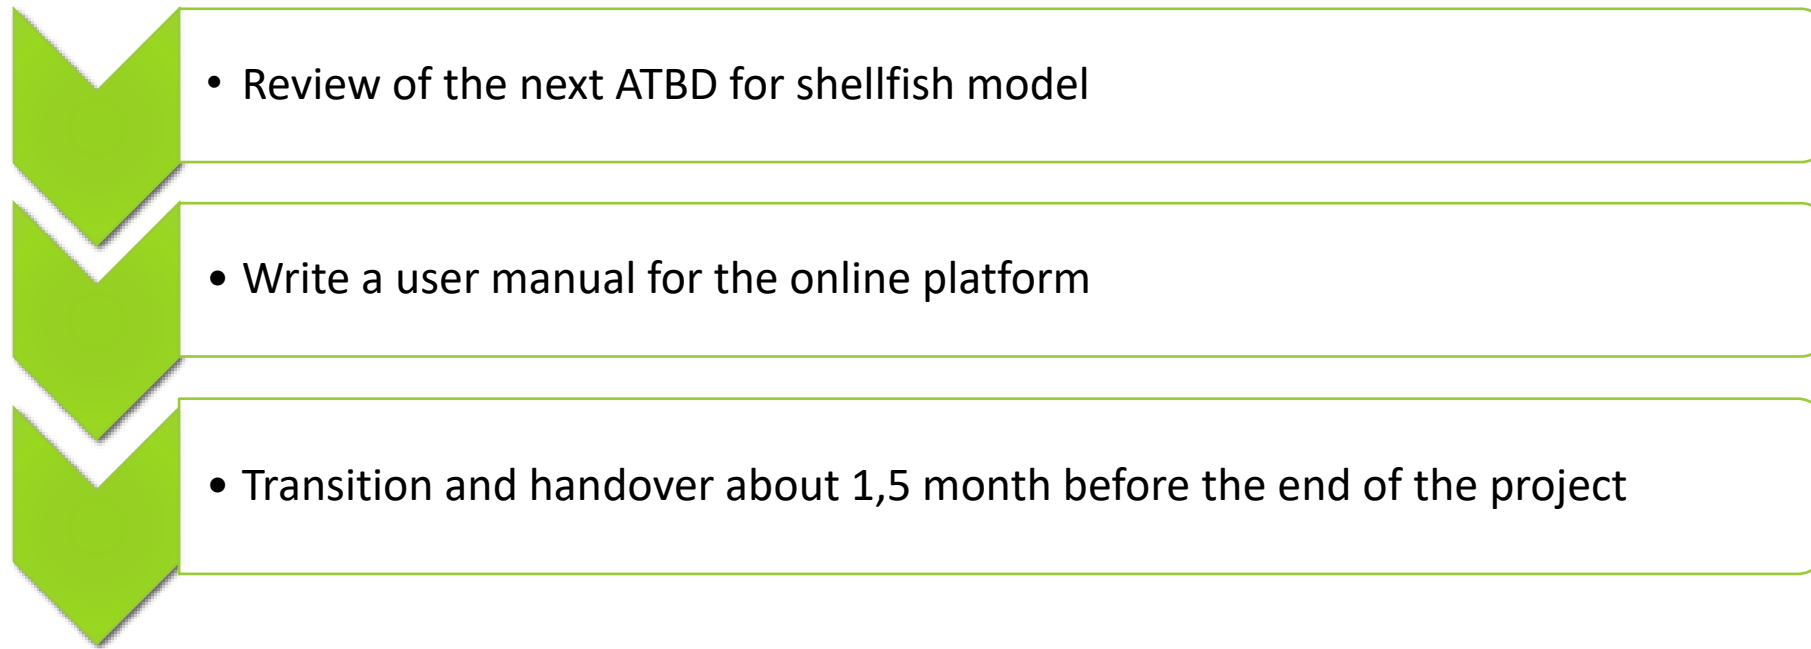 • Review of the next ATBD for shellfish model
• Write a user manual for the online platform
• Transition and handover about 1,5 month before the end of the project